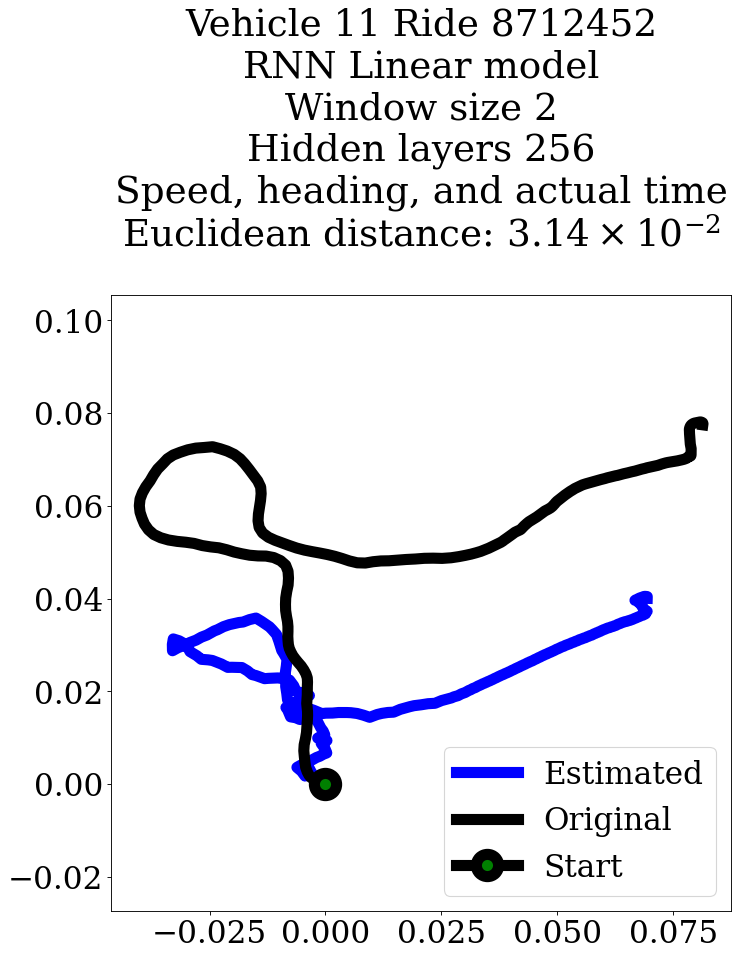 Vehicle 11 Ride 8712452
RNN Linear model
Window size 2
Hidden layers 256
Speed, heading, and actual time
Euclidean distance: 3.14 × 10⁻²
0.10
0.08
0.06
0.04
0.02
0.00
−0.02
Estimated
Original
Start
−0.025 0.000 0.025 0.050 0.075